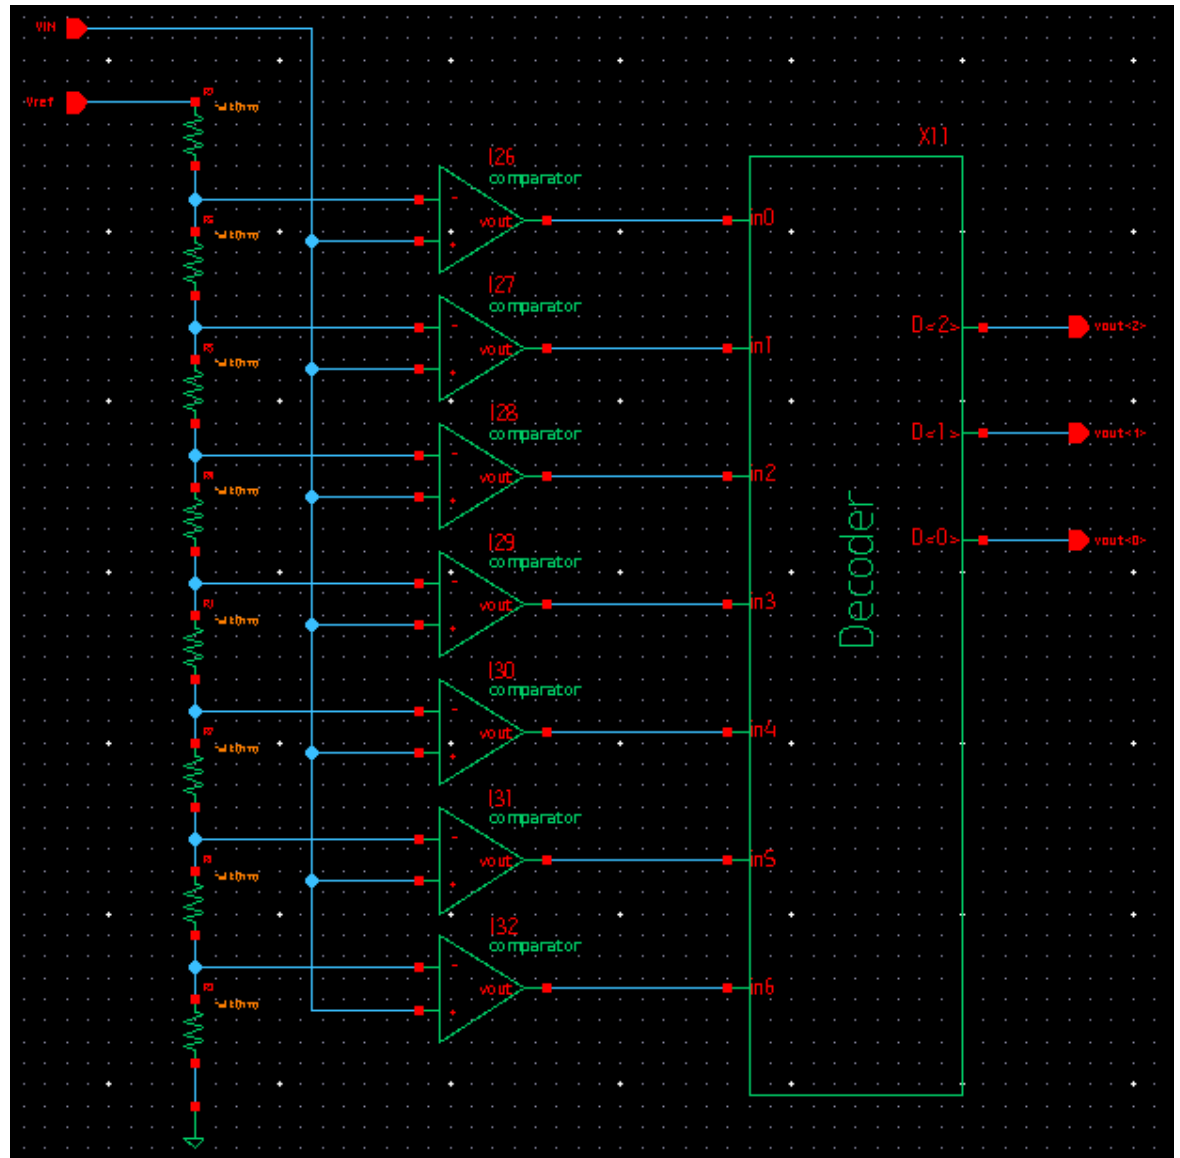 VIN
Vref
X11
I26
comparator
-
vout
+
in0
I27
comparator
-
vout
+
in1
D<2>
vout<2>
I28
comparator
-
vout
+
in2
D<1>
vout<1>
I29
comparator
-
vout
+
in3
D<0>
vout<0>
Decoder
I30
comparator
-
vout
+
in4
I31
comparator
-
vout
+
in5
I32
comparator
-
vout
+
in6